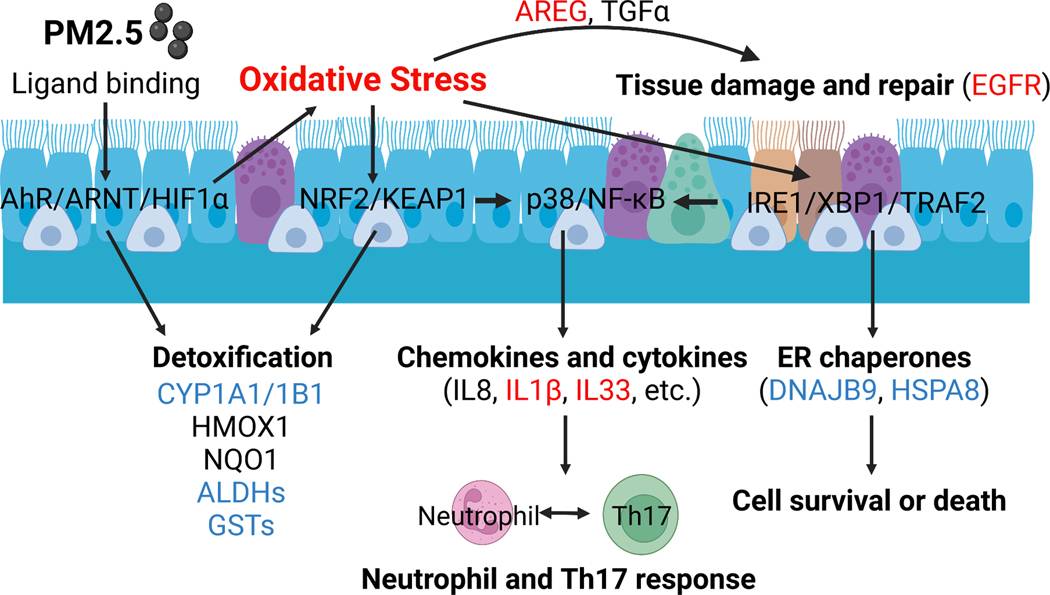 AREG, TGFα
PM2.5
Ligand binding
Oxidative Stress
Tissue damage and repair (EGFR)
AhR/ARNT/HIF1α
NRF2/KEAP1
p38/NF-κB
IRE1/XBP1/TRAF2
Detoxification
CYP1A1/1B1
HMOX1
NQO1
ALDHs
GSTs
Chemokines and cytokines
(IL8, IL1β, IL33, etc.)
Neutrophil
Th17
Neutrophil and Th17 response
ER chaperones
(DNAJB9, HSPA8)
Cell survival or death